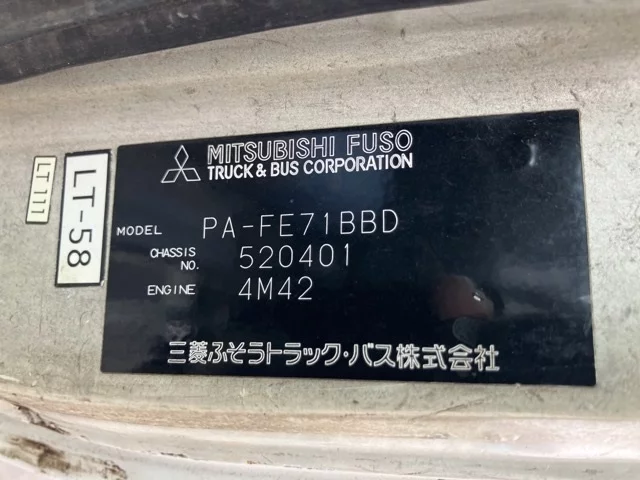 MITSUBISHI FUSO
TRUCK & BUS CORPORATION
MODEL PA-FE71BBD
CHASSIS NO. 520401
ENGINE 4M42
三菱ふそうトラック・バス株式会社
LT-58
LT111